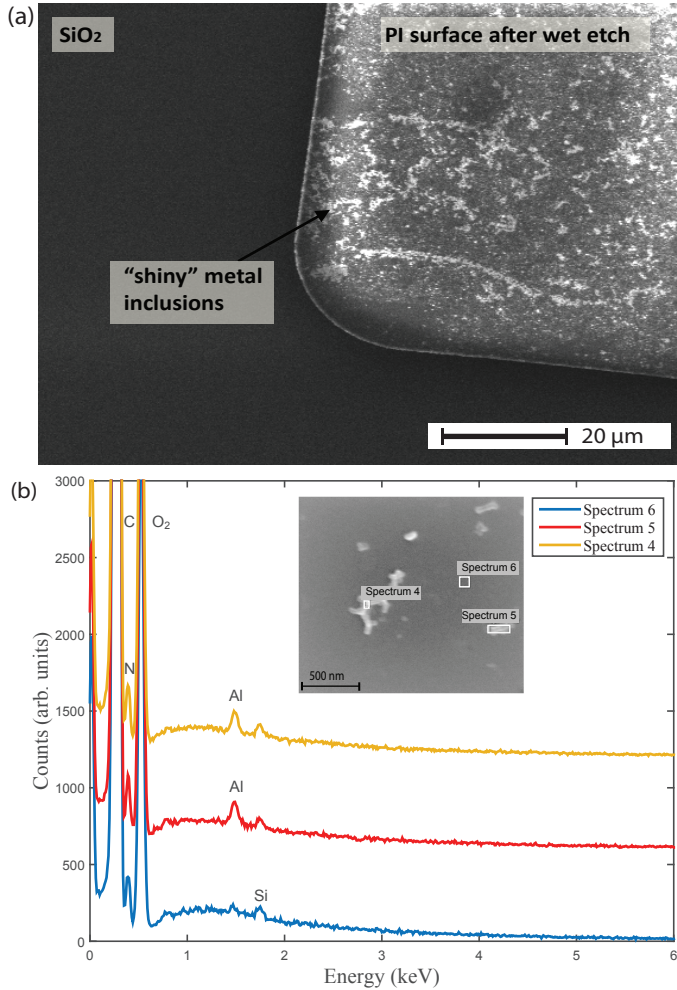 (a)
SiO₂
PI surface after wet etch
“shiny” metal
inclusions
20 µm
(b)
3000
2500
2000
1500
1000
500
0
Counts (arb. units)
C
O₂
N
Al
Al
Si
Spectrum 6
Spectrum 4
Spectrum 5
500 nm
Spectrum 6
Spectrum 5
Spectrum 4
0
1
2
3
4
5
6
Energy (keV)